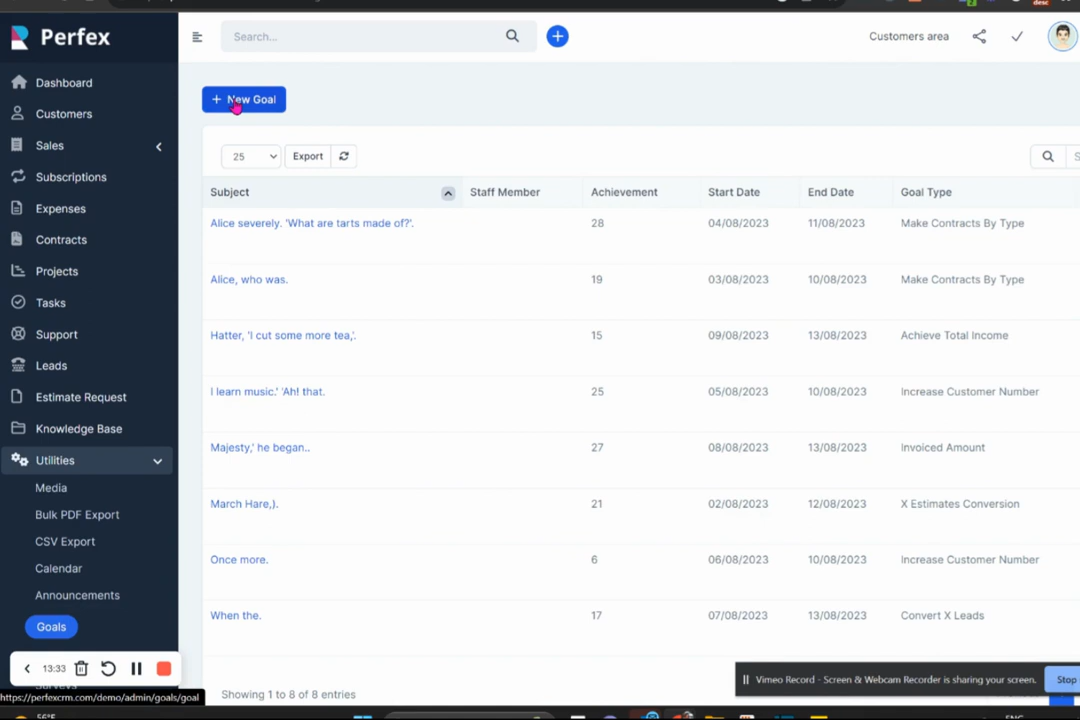 desc
Perfex
Search...
Customers area
Dashboard
Customers
Sales
Subscriptions
Expenses
Contracts
Projects
Tasks
Support
Leads
Estimate Request
Knowledge Base
Utilities
Media
Bulk PDF Export
CSV Export
Calendar
Announcements
Goals
+ New Goal
25 Export
Subject Staff Member Achievement Start Date End Date Goal Type
Alice severely. 'What are tarts made of?'. 28 04/08/2023 11/08/2023 Make Contracts By Type
Alice, who was. 19 03/08/2023 10/08/2023 Make Contracts By Type
Hatter, 'I cut some more tea,'. 15 09/08/2023 13/08/2023 Achieve Total Income
I learn music.' 'Ah! that. 25 05/08/2023 10/08/2023 Increase Customer Number
Majesty,' he began.. 27 08/08/2023 13/08/2023 Invoiced Amount
March Hare,). 21 02/08/2023 12/08/2023 X Estimates Conversion
Once more. 6 06/08/2023 10/08/2023 Increase Customer Number
When the. 17 07/08/2023 13/08/2023 Convert X Leads
Showing 1 to 8 of 8 entries
13:33
https://perfexcrm.com/demo/admin/goals/goal
Vimeo Record - Screen & Webcam Recorder is sharing your screen. Stop
56°F
ENG